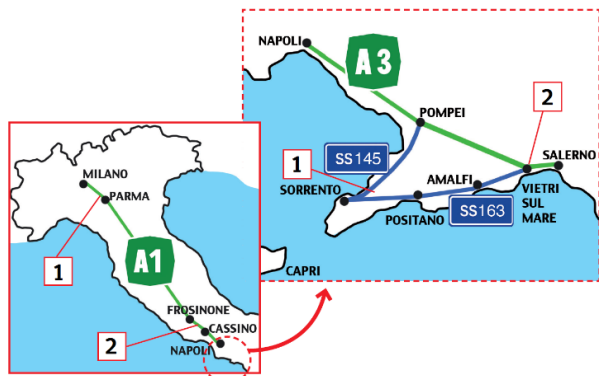 NAPOLI
A3
POMPEI
2
1
SS145
SALERNO
AMALFI
SORRENTO
VIETRI
SUL
MARE
POSITANO
SS163
CAPRI
MILANO
PARMA
1
A1
FROSINONE
CASSINO
2
NAPOLI